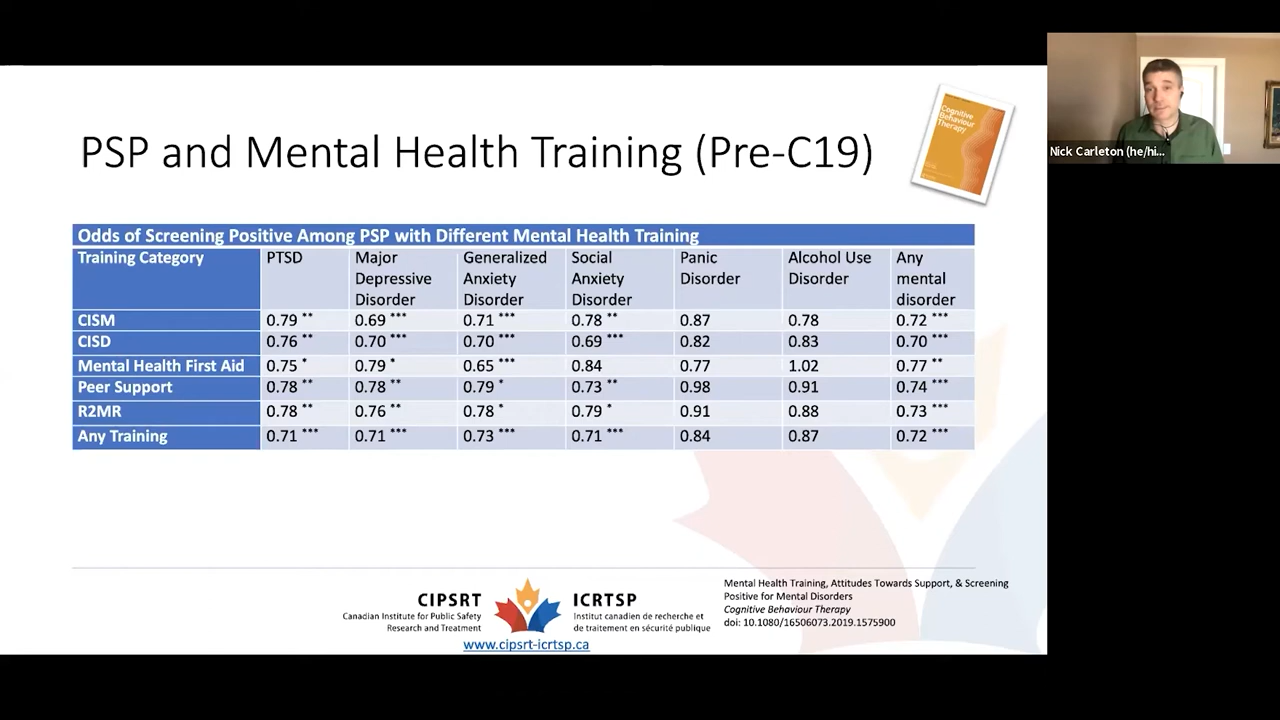 PSP and Mental Health Training (Pre-C19)
Cognitive
Behaviour
Therapy
Nick Carleton (he/hi...
Odds of Screening Positive Among PSP with Different Mental Health Training
Training Category PTSD Major Depressive Disorder Generalized Anxiety Disorder Social Anxiety Disorder Panic Disorder Alcohol Use Disorder Any mental disorder
CISM 0.79 ** 0.69 *** 0.71 *** 0.78 ** 0.87 0.78 0.72 ***
CISD 0.76 ** 0.70 *** 0.70 *** 0.69 *** 0.82 0.83 0.70 ***
Mental Health First Aid 0.75 * 0.79 * 0.65 *** 0.84 0.77 1.02 0.77 **
Peer Support 0.78 ** 0.78 ** 0.79 * 0.73 ** 0.98 0.91 0.74 ***
R2MR 0.78 ** 0.76 ** 0.78 * 0.79 * 0.91 0.88 0.73 ***
Any Training 0.71 *** 0.71 *** 0.73 *** 0.71 *** 0.84 0.87 0.72 ***
CIPSRT
Canadian Institute for Public Safety
Research and Treatment
ICRTSP
Institut canadien de recherche et
de traitement en sécurité publique
www.cipsrt-icrtsp.ca
Mental Health Training, Attitudes Towards Support, & Screening
Positive for Mental Disorders
Cognitive Behaviour Therapy
doi: 10.1080/16506073.2019.1575900